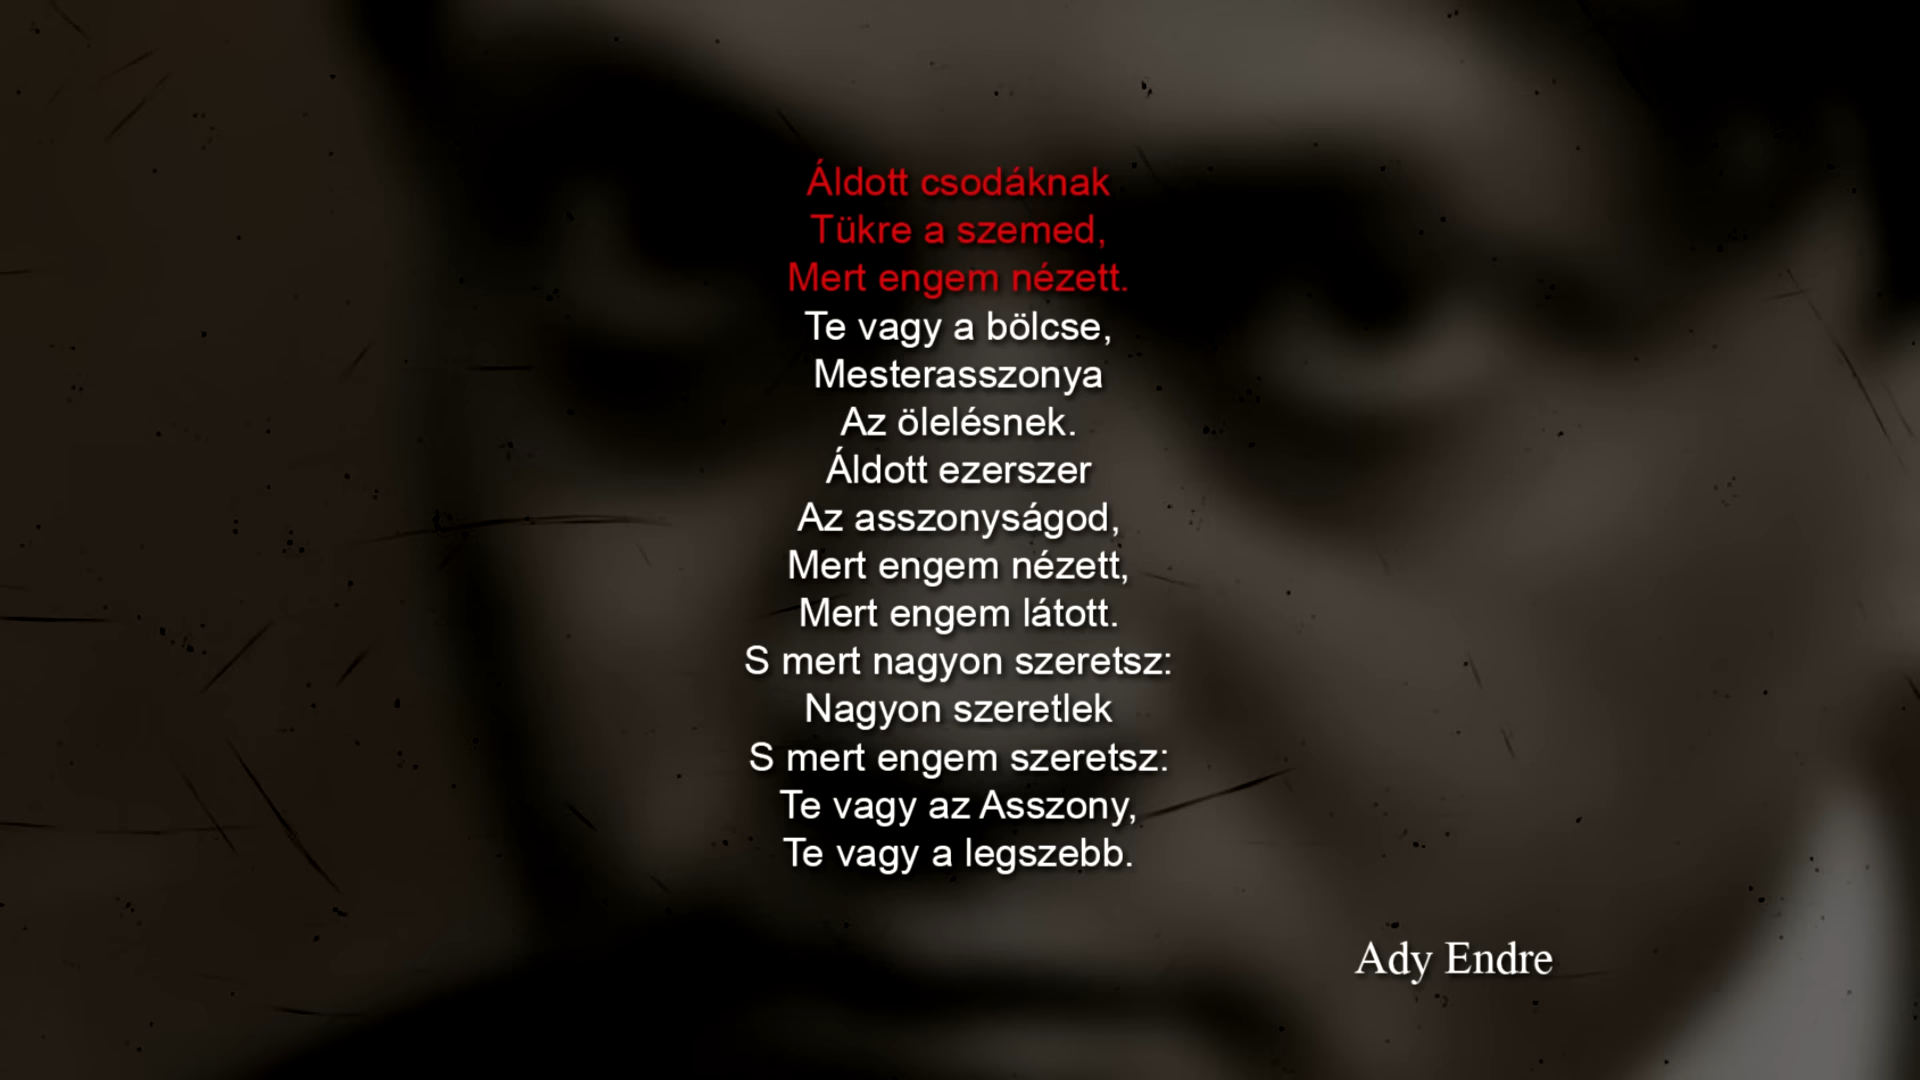 Áldott csodáknak
Tükre a szemed,
Mert engem nézett.
Te vagy a bölcse,
Mesterasszonya
Az ölelésnek.
Áldott ezerszer
Az asszonyságod,
Mert engem nézett,
Mert engem látott.
S mert nagyon szeretsz:
Nagyon szeretlek
S mert engem szeretsz:
Te vagy az Asszony,
Te vagy a legszebb.
Ady Endre